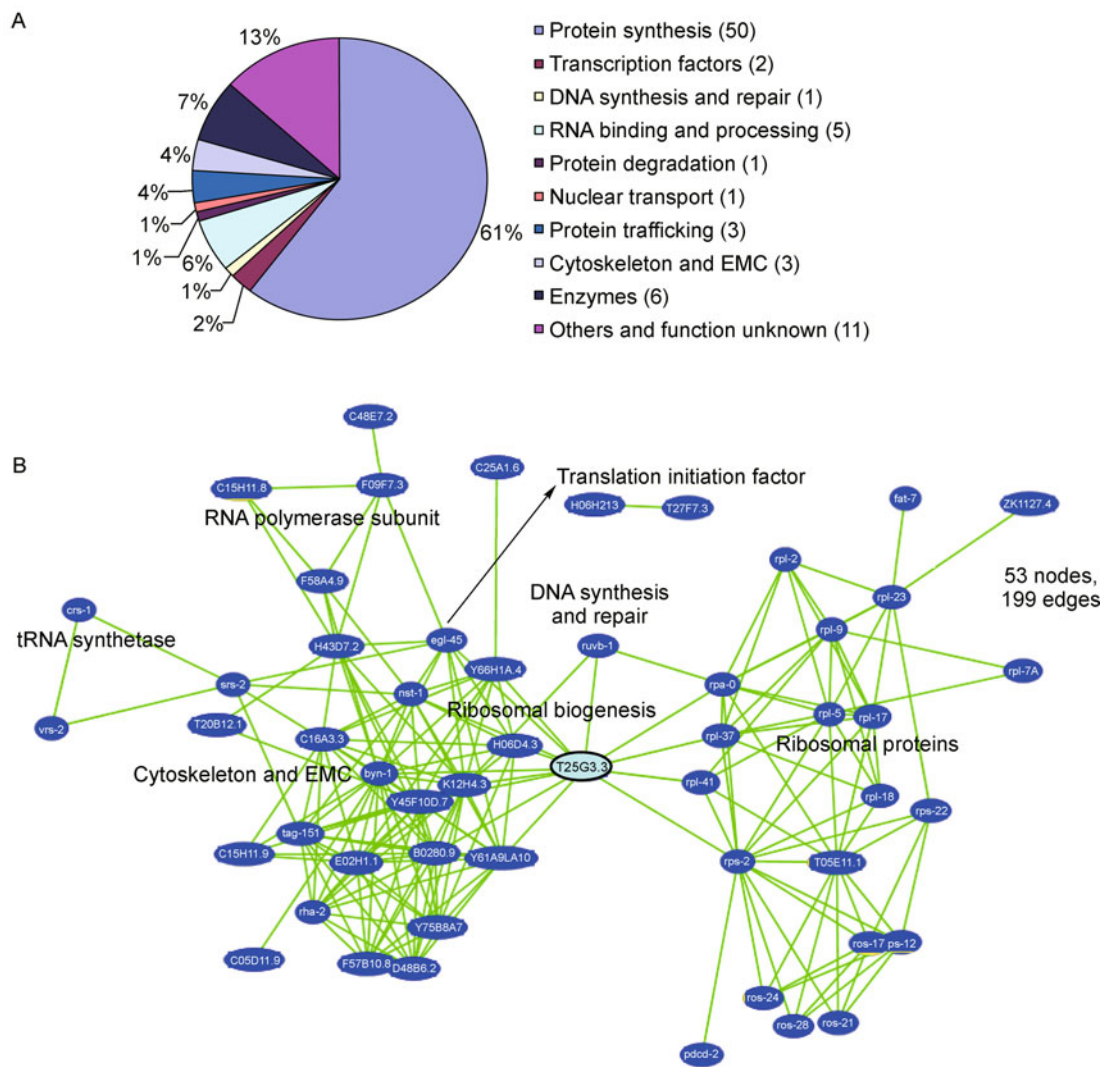 A
13%
7%
4%
4%
1%
1%
6%
1%
2%
61%
Protein synthesis (50)
Transcription factors (2)
DNA synthesis and repair (1)
RNA binding and processing (5)
Protein degradation (1)
Nuclear transport (1)
Protein trafficking (3)
Cytoskeleton and EMC (3)
Enzymes (6)
Others and function unknown (11)
B
C48E7.2
C15H11.8
F09F7.3
C25A1.6
RNA polymerase subunit
Translation initiation factor
H06H213
T27F7.3
fat-7
ZK1127.4
53 nodes,
199 edges
F58A4.9
crs-1
tRNA synthetase
H43D7.2
egl-45
DNA synthesis
and repair
ruvb-1
rpl-2
rpl-23
rpl-9
rpl-7A
srs-2
vrs-2
T20B12.1
nst-1
Y66H1A.4
Ribosomal biogenesis
rpa-0
rpl-5
rpl-17
rpl-37
Ribosomal proteins
C16A3.3
H06D4.3
T25G3.3
Cytoskeleton and EMC
byn-1
K12H4.3
Y45F10D.7
rpl-41
rpl-18
rps-22
tag-151
C15H11.9
E02H1.1
B0280.9
Y61A9LA10
rps-2
T05E11.1
rha-2
Y75B8A7
C05D11.9
F57B10.8
D48B6.2
ros-17
ps-12
ros-24
ros-28
ros-21
pdcd-2